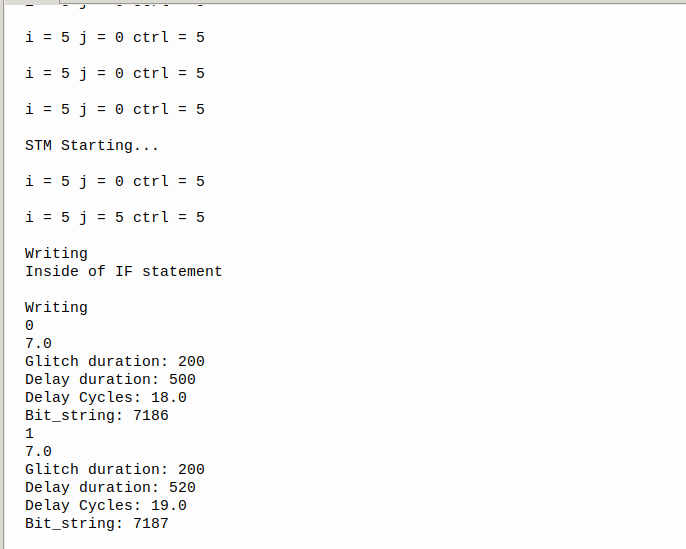 i = 5 j = 0 ctrl = 5
i = 5 j = 0 ctrl = 5
i = 5 j = 0 ctrl = 5
STM Starting...
i = 5 j = 0 ctrl = 5
i = 5 j = 5 ctrl = 5
Writing
Inside of IF statement
Writing
0
7.0
Glitch duration: 200
Delay duration: 500
Delay Cycles: 18.0
Bit_string: 7186
1
7.0
Glitch duration: 200
Delay duration: 520
Delay Cycles: 19.0
Bit_string: 7187